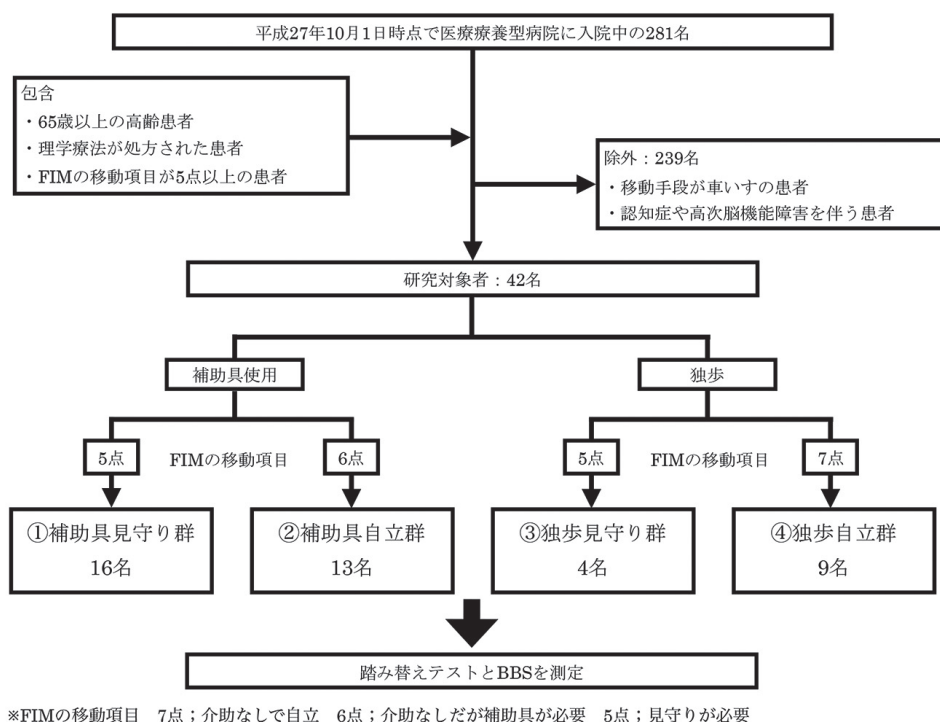 平成27年10月1日時点で医療療養型病院に入院中の281名
包含
・65歳以上の高齢患者
・理学療法が処方された患者
・FIMの移動項目が5点以上の患者
除外：239名
・移動手段が車いすの患者
・認知症や高次脳機能障害を伴う患者
研究対象者：42名
補助具使用
独歩
5点
FIMの移動項目
6点
5点
FIMの移動項目
7点
①補助具見守り群
16名
②補助具自立群
13名
③独歩見守り群
4名
④独歩自立群
9名
踏み替えテストとBBSを測定
※FIMの移動項目　7点；介助なしで自立　6点；介助なしだが補助具が必要　5点；見守りが必要